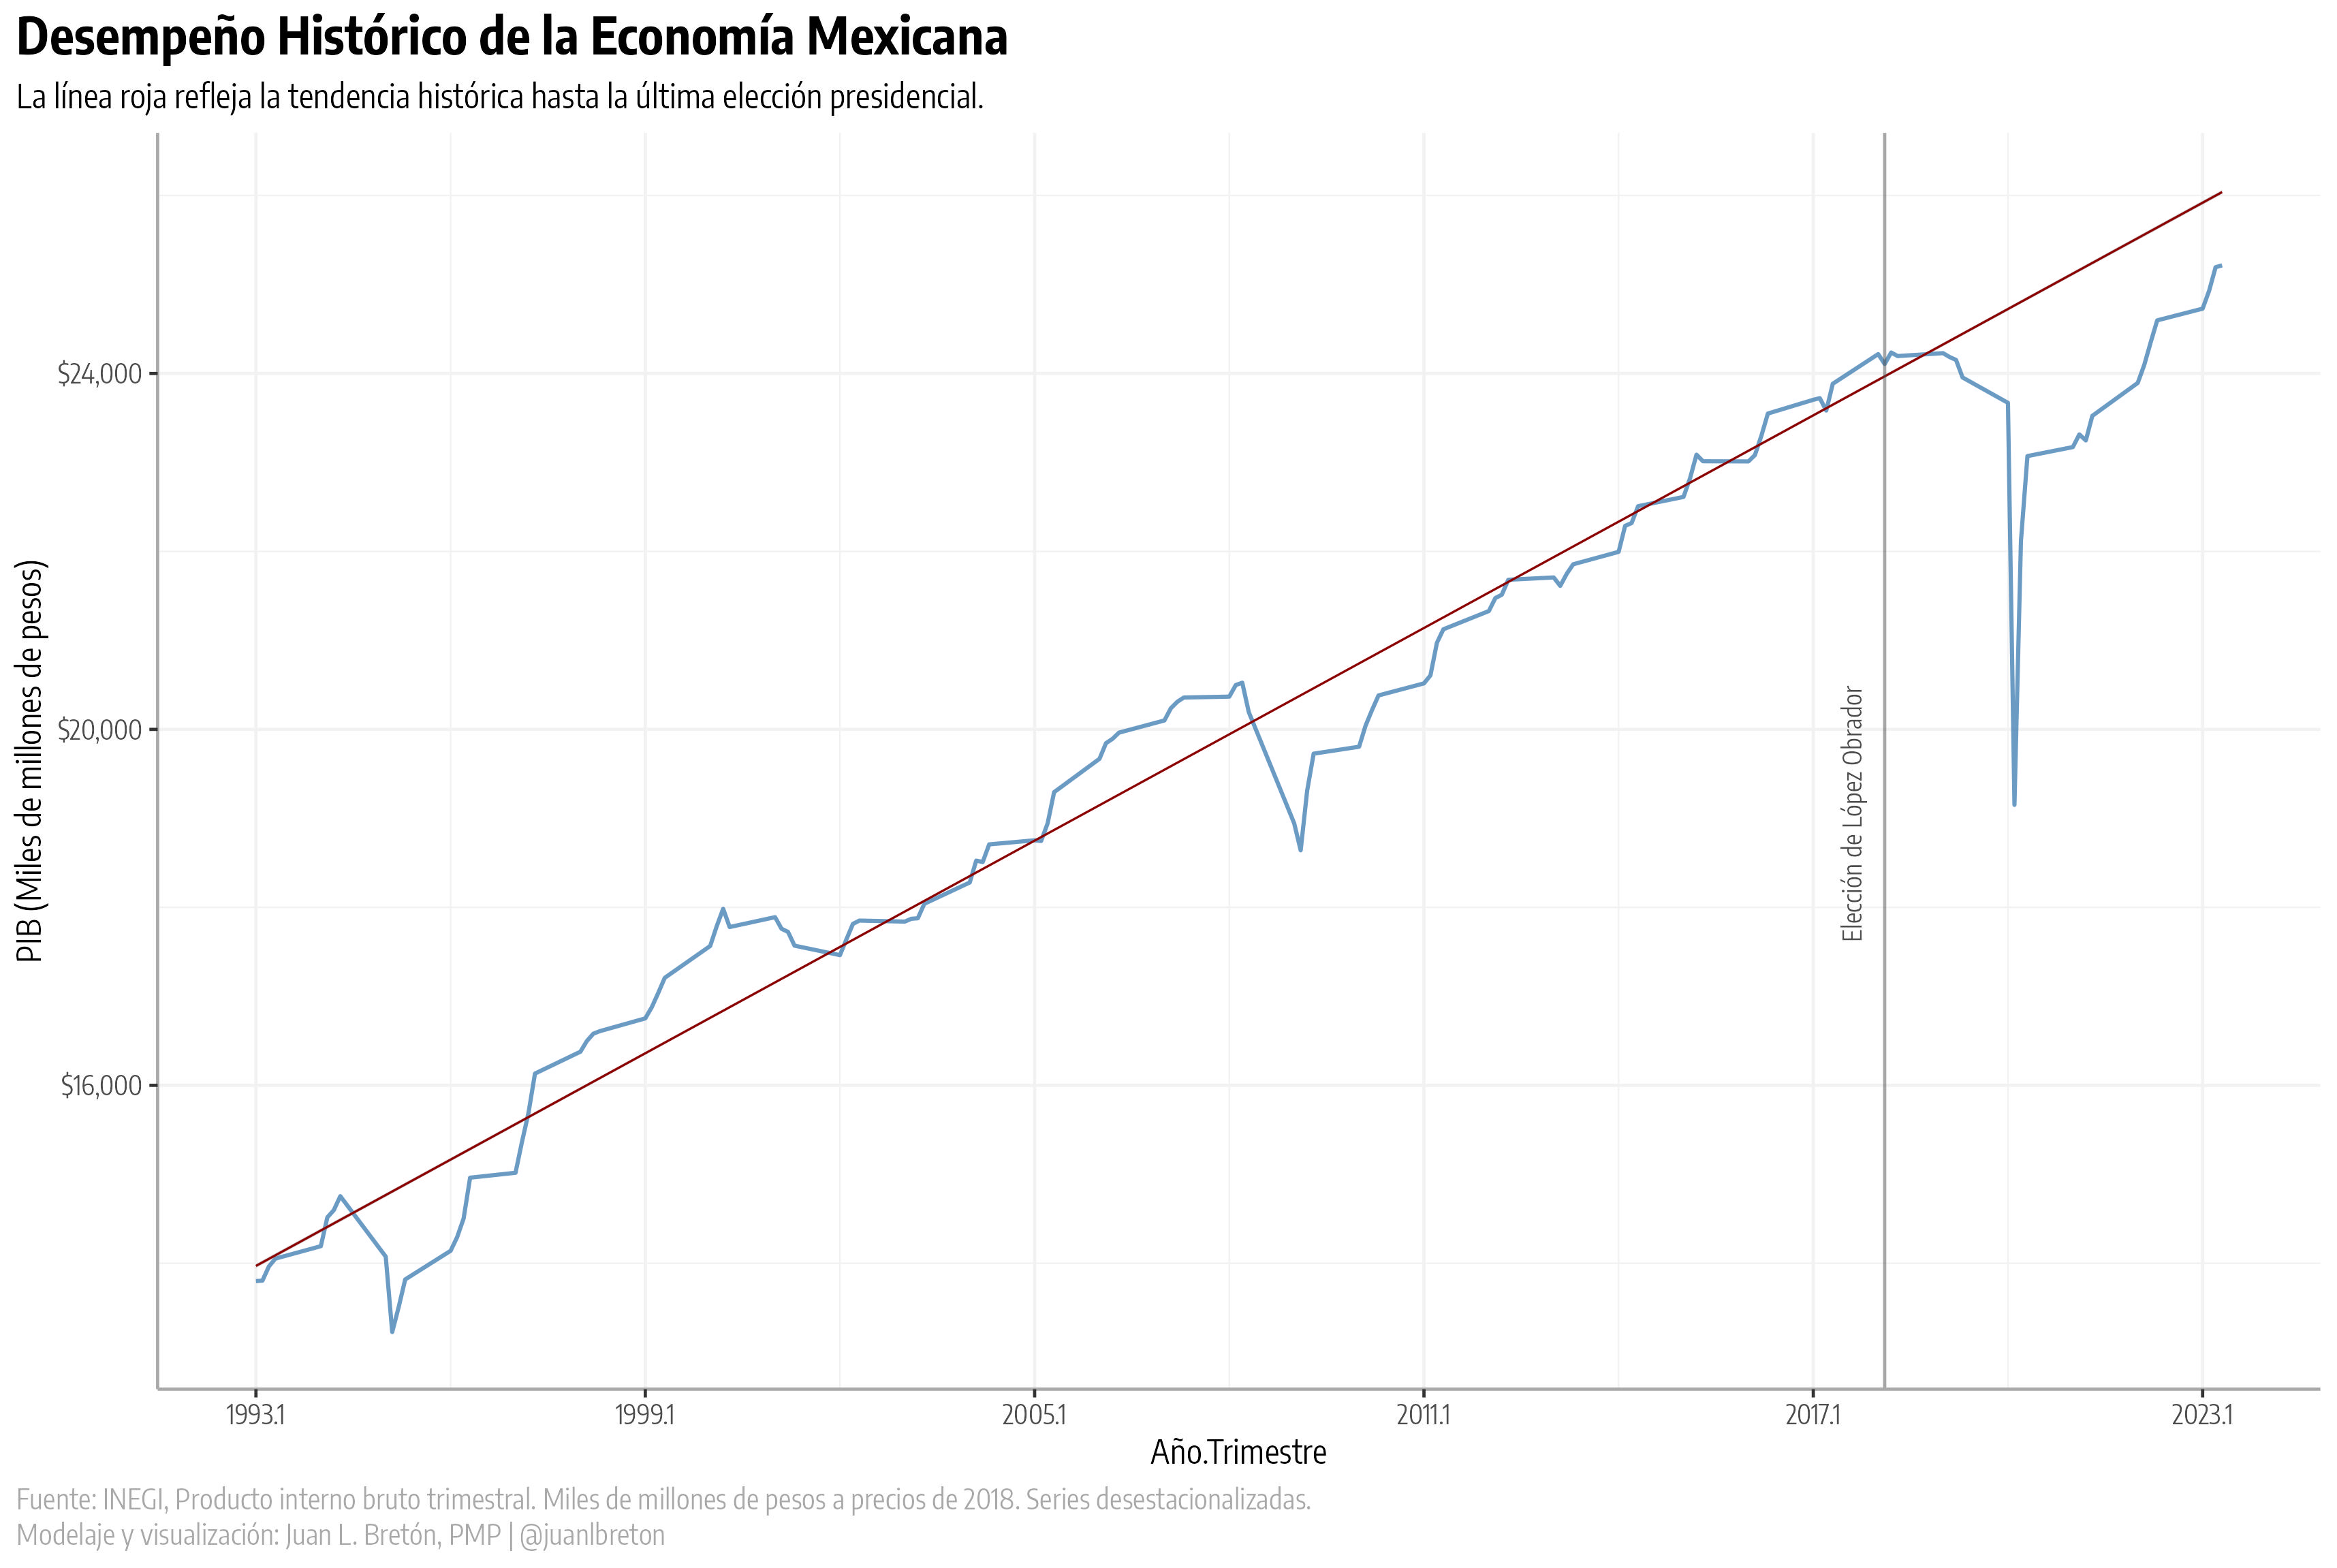 Desempeño Histórico de la Economía Mexicana
La línea roja refleja la tendencia histórica hasta la última elección presidencial.
PIB (Miles de millones de pesos)
$24,000
$20,000
$16,000
Elección de López Obrador
1993.1
1999.1
2005.1
2011.1
2017.1
2023.1
Año.Trimestre
Fuente: INEGI, Producto interno bruto trimestral. Miles de millones de pesos a precios de 2018. Series desestacionalizadas.
Modelaje y visualización: Juan L. Bretón, PMP | @juanlbreton